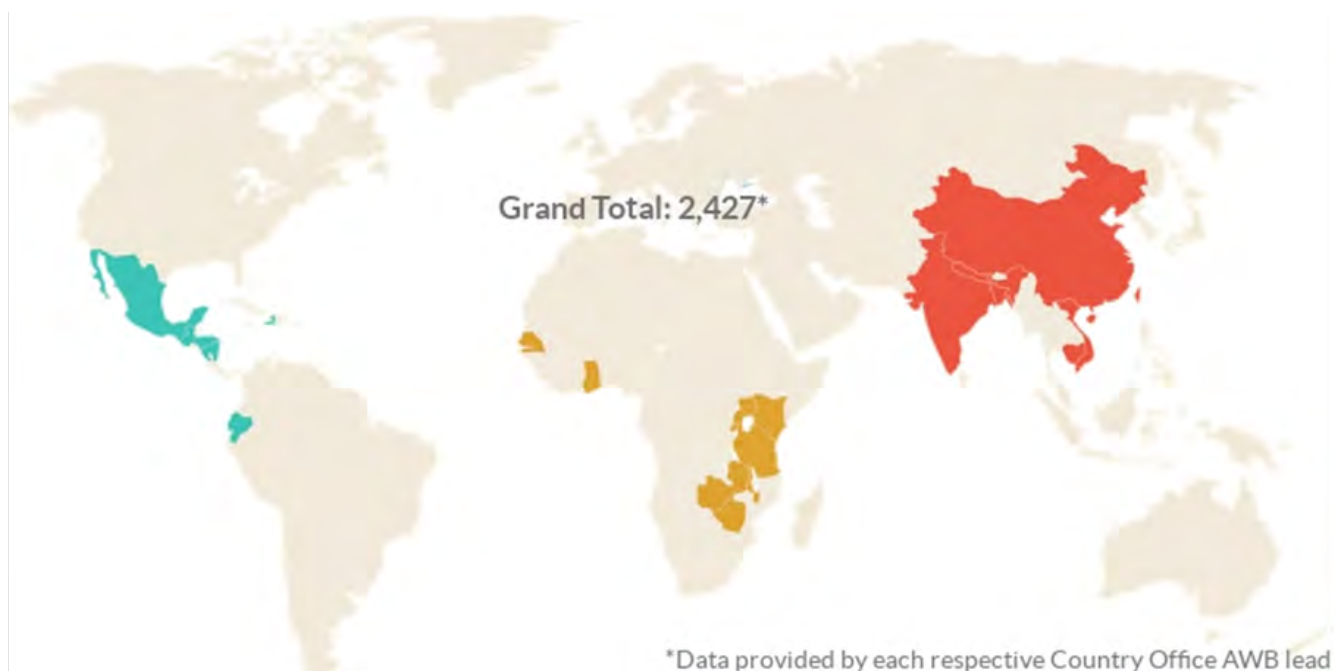 Grand Total: 2,427*
*Data provided by each respective Country Office AWB lead